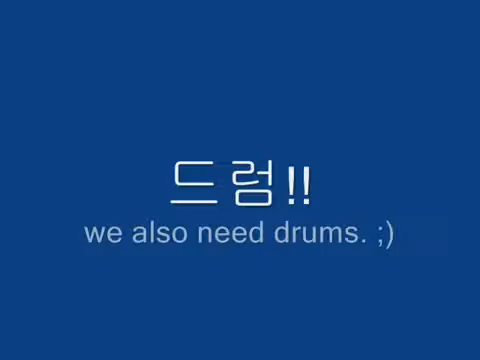 드럼!!
we also need drums. ;)